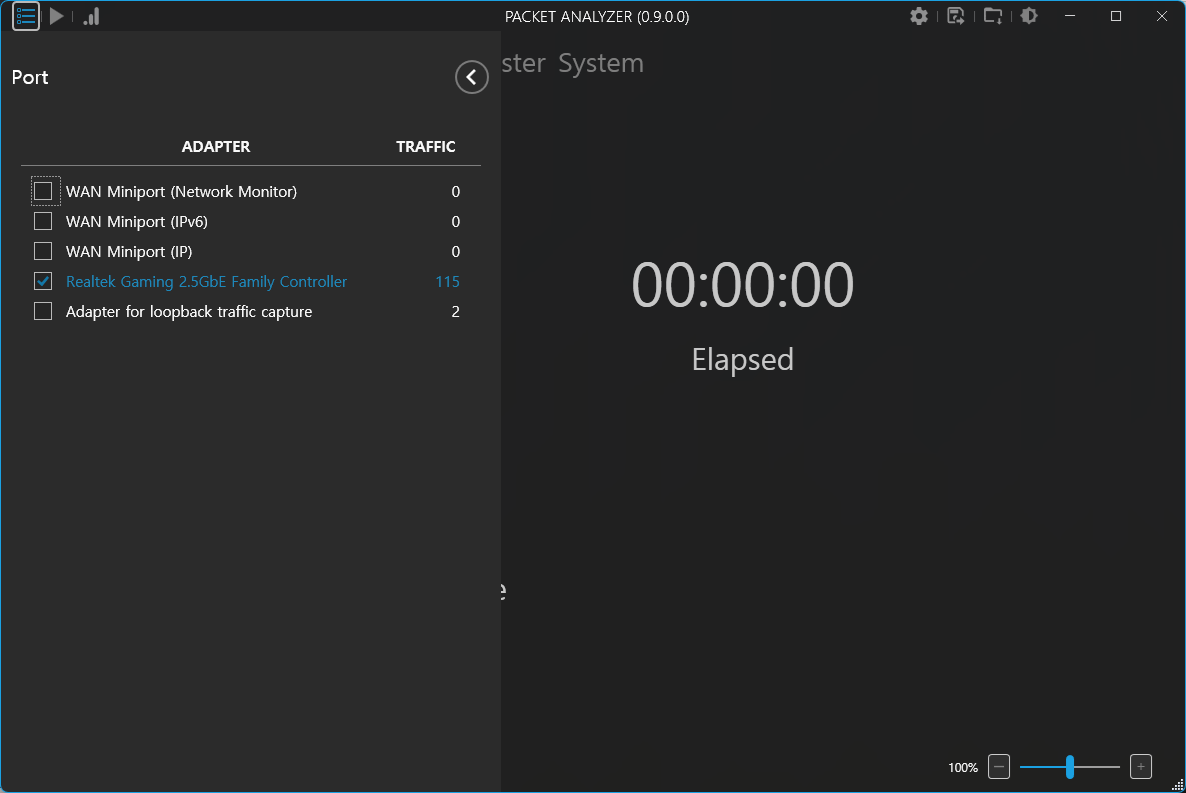 PACKET ANALYZER (0.9.0.0)
Port
System
ADAPTER TRAFFIC
WAN Miniport (Network Monitor) 0
WAN Miniport (IPv6) 0
WAN Miniport (IP) 0
Realtek Gaming 2.5GbE Family Controller 115
Adapter for loopback traffic capture 2
00:00:00
Elapsed
100%